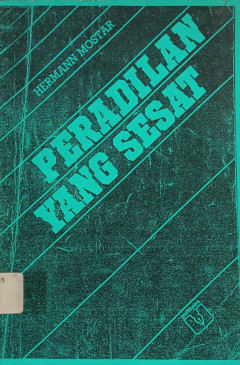 HERMANN MOSTAR
PERADILAN
YANG SESAT